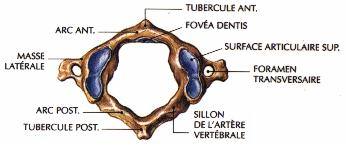 TUBERCULE ANT.
ARC ANT.
FOVÉA DENTIS
MASSE
LATÉRALE
SURFACE ARTICULAIRE SUP.
FORAMEN
TRANSVERSAIRE
ARC POST.
TUBERCULE POST.
SILLON
DE L'ARTÈRE
VERTÉBRALE